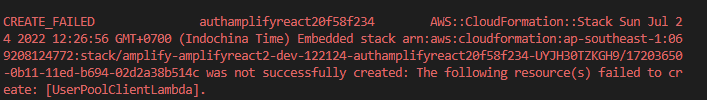 CREATE_FAILED authamplifyreact20f58f234 AWS::CloudFormation::Stack Sun Jul 2
4 2022 12:26:56 GMT+0700 (Indochina Time) Embedded stack arn:aws:cloudformation:ap-southeast-1:06
9208124772:stack/amplify-amplifyreact2-dev-122124-authamplifyreact20f58f234-UYJH30TZKGH9/17203650
-0b11-11ed-b694-02d2a38b514c was not successfully created: The following resource(s) failed to cr
eate: [UserPoolClientLambda].